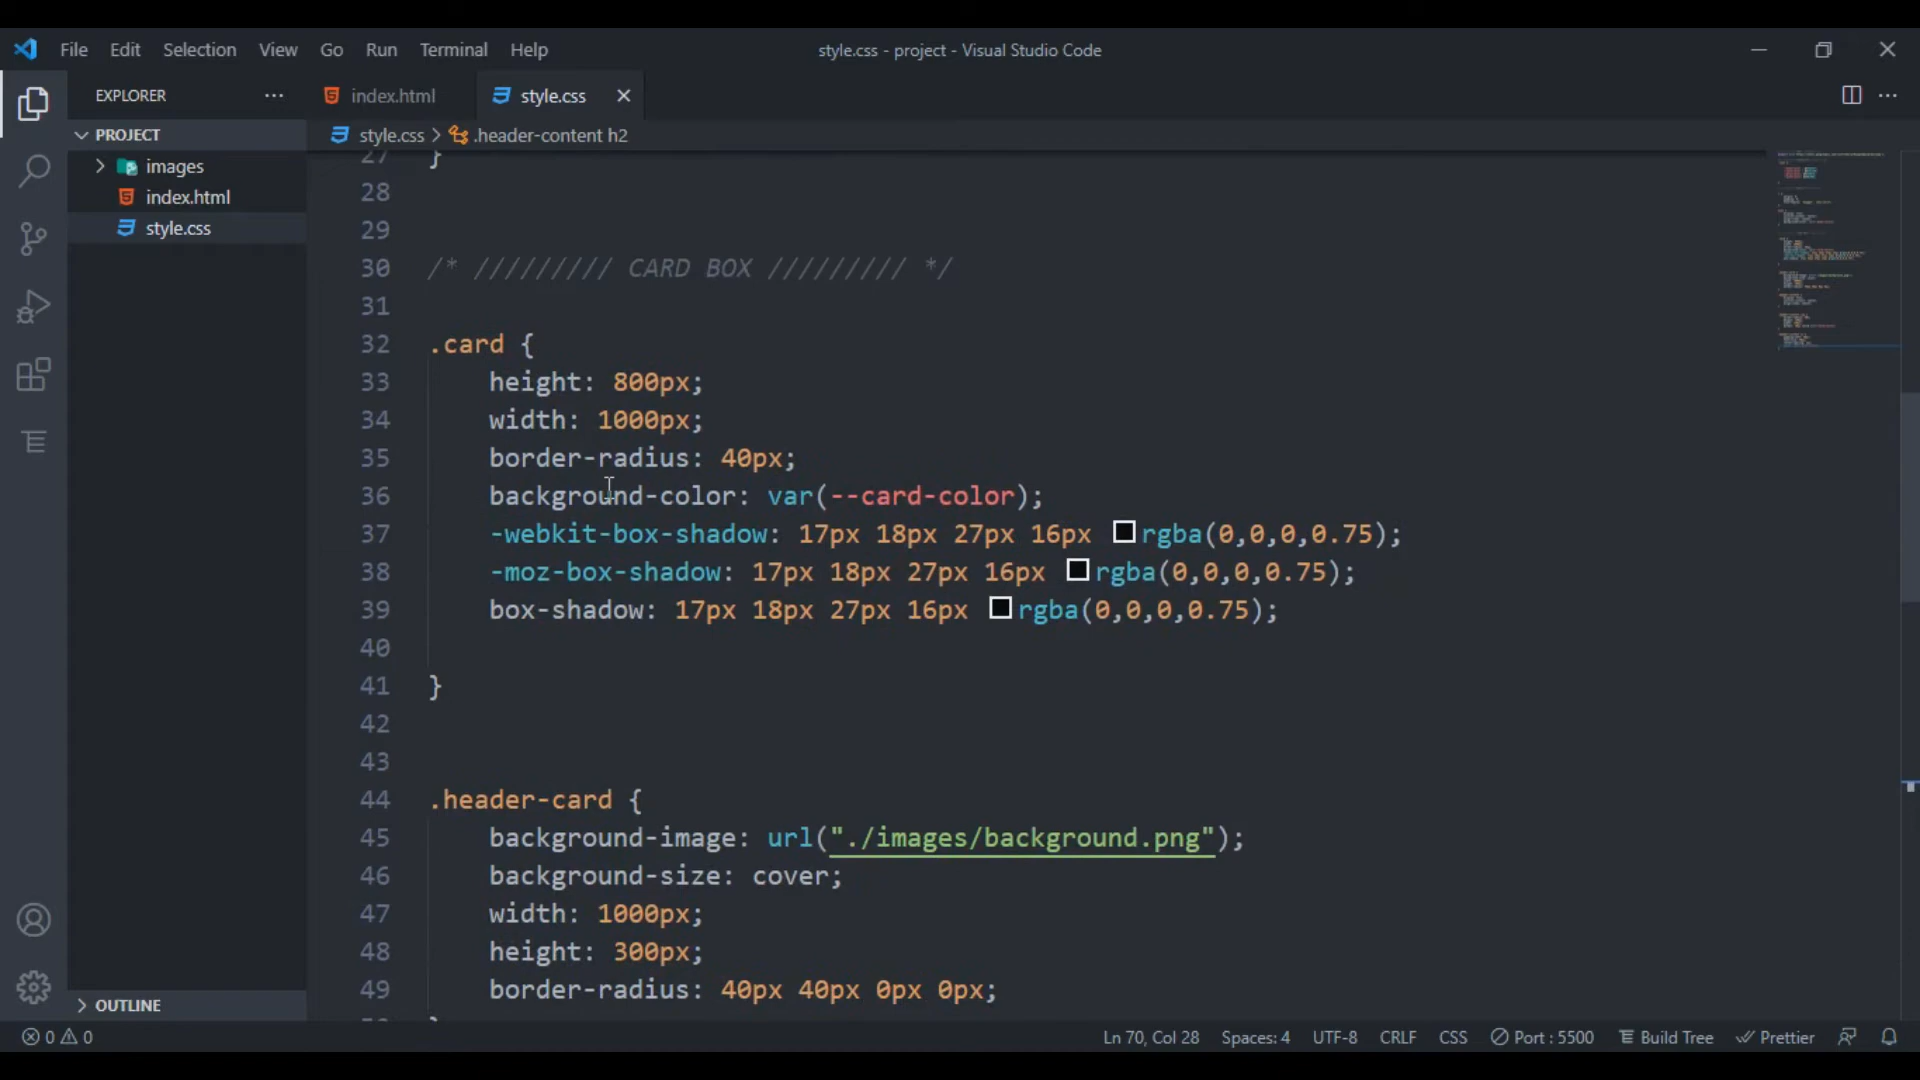 File Edit Selection View Go Run Terminal Help
style.css - project - Visual Studio Code
EXPLORER
index.html
style.css
PROJECT
style.css > .header-content h2
images
index.html
style.css
27 }
28
29
30 /* ///////// CARD BOX ///////// */
31
32 .card {
33 height: 800px;
34 width: 1000px;
35 border-radius: 40px;
36 background-color: var(--card-color);
37 -webkit-box-shadow: 17px 18px 27px 16px rgba(0,0,0,0.75);
38 -moz-box-shadow: 17px 18px 27px 16px rgba(0,0,0,0.75);
39 box-shadow: 17px 18px 27px 16px rgba(0,0,0,0.75);
40
41 }
42
43
44 .header-card {
45 background-image: url("./images/background.png");
46 background-size: cover;
47 width: 1000px;
48 height: 300px;
49 border-radius: 40px 40px 0px 0px;
OUTLINE
0 0 Ln 70, Col 28 Spaces: 4 UTF-8 CRLF CSS Port : 5500 Build Tree Prettier